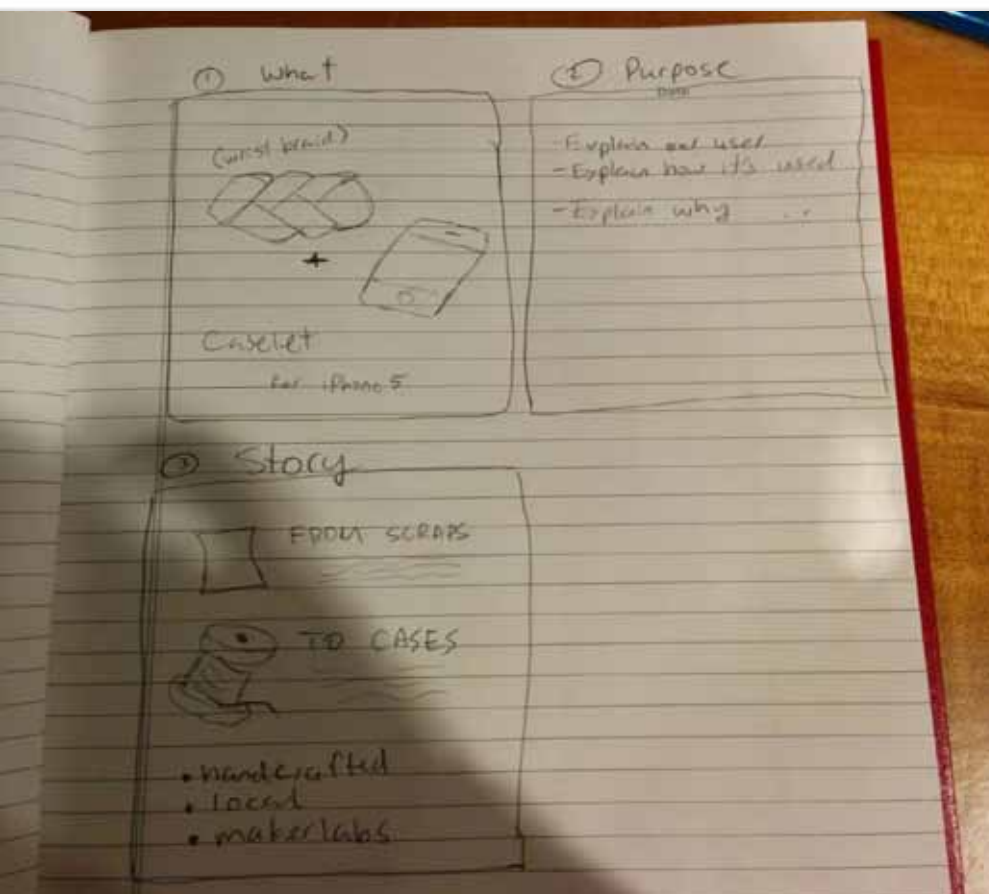 ① What
(wrist braid)
+
Caselet
for iPhone 5
② Purpose
- Explain user
- Explain how it's used
- Explain why ..
③ Story
FROM SCRAPS
TO CASES
• handcrafted
• local
• makerlabs